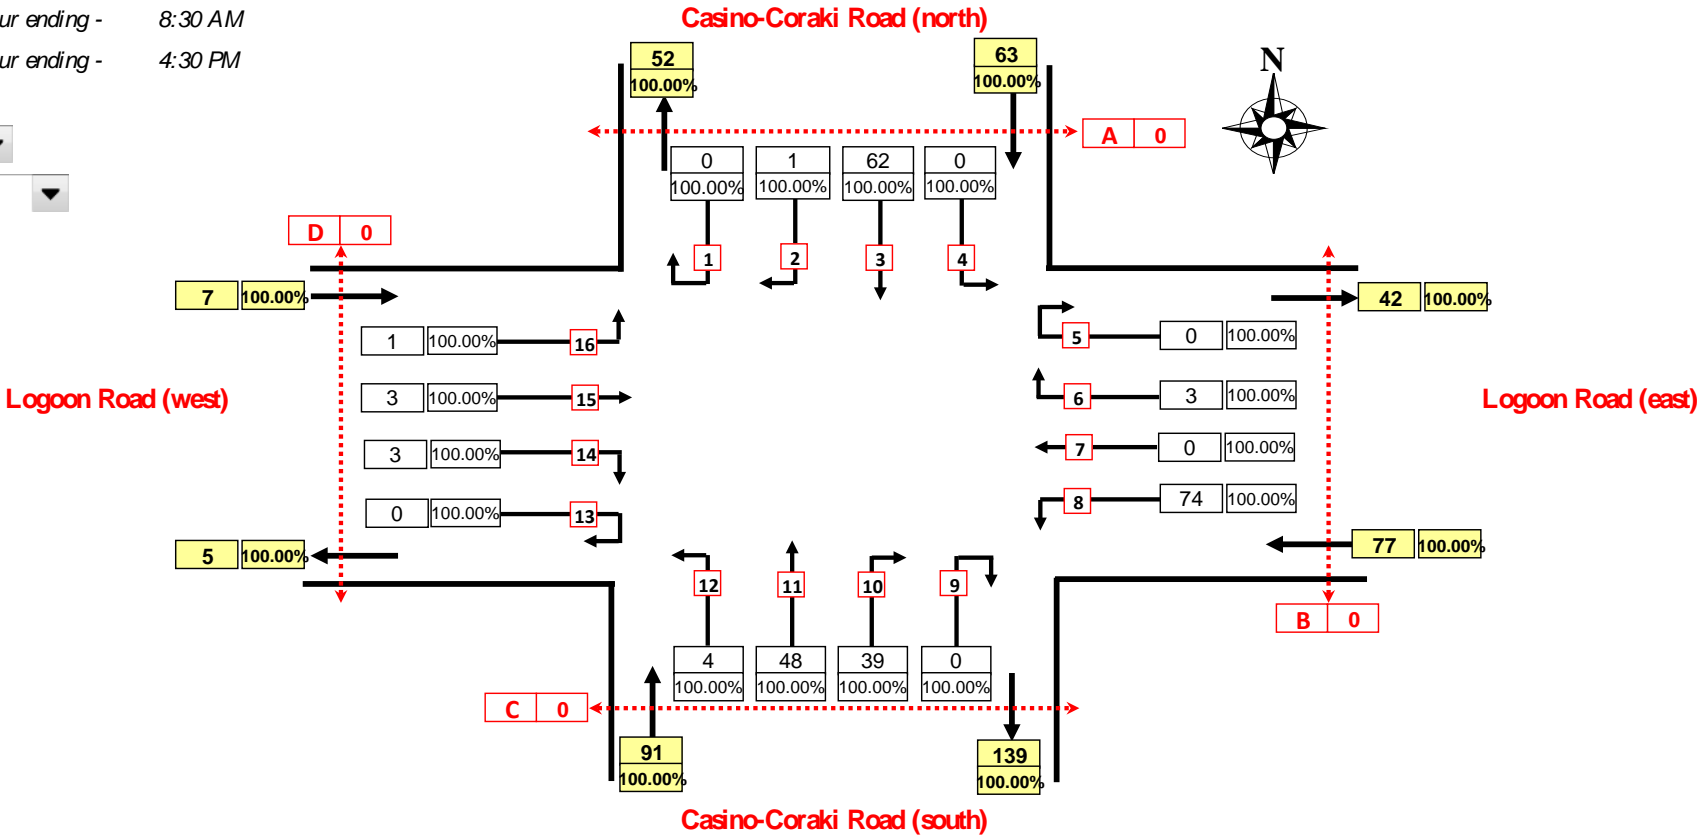 ur ending - 8:30 AM
ur ending - 4:30 PM
Casino-Coraki Road (north)
52
100.00%
63
100.00%
N
A 0
0 1 62 0
100.00% 100.00% 100.00% 100.00%
D 0
1 2 3 4
7 100.00%
42 100.00%
1 100.00% 16
5 0 100.00%
Logoon Road (west)
3 100.00% 15
6 3 100.00%
Logoon Road (east)
3 100.00% 14
7 0 100.00%
0 100.00% 13
8 74 100.00%
5 100.00%
77 100.00%
12 11 10 9
B 0
4 48 39 0
100.00% 100.00% 100.00% 100.00%
C 0
91
100.00%
139
100.00%
Casino-Coraki Road (south)